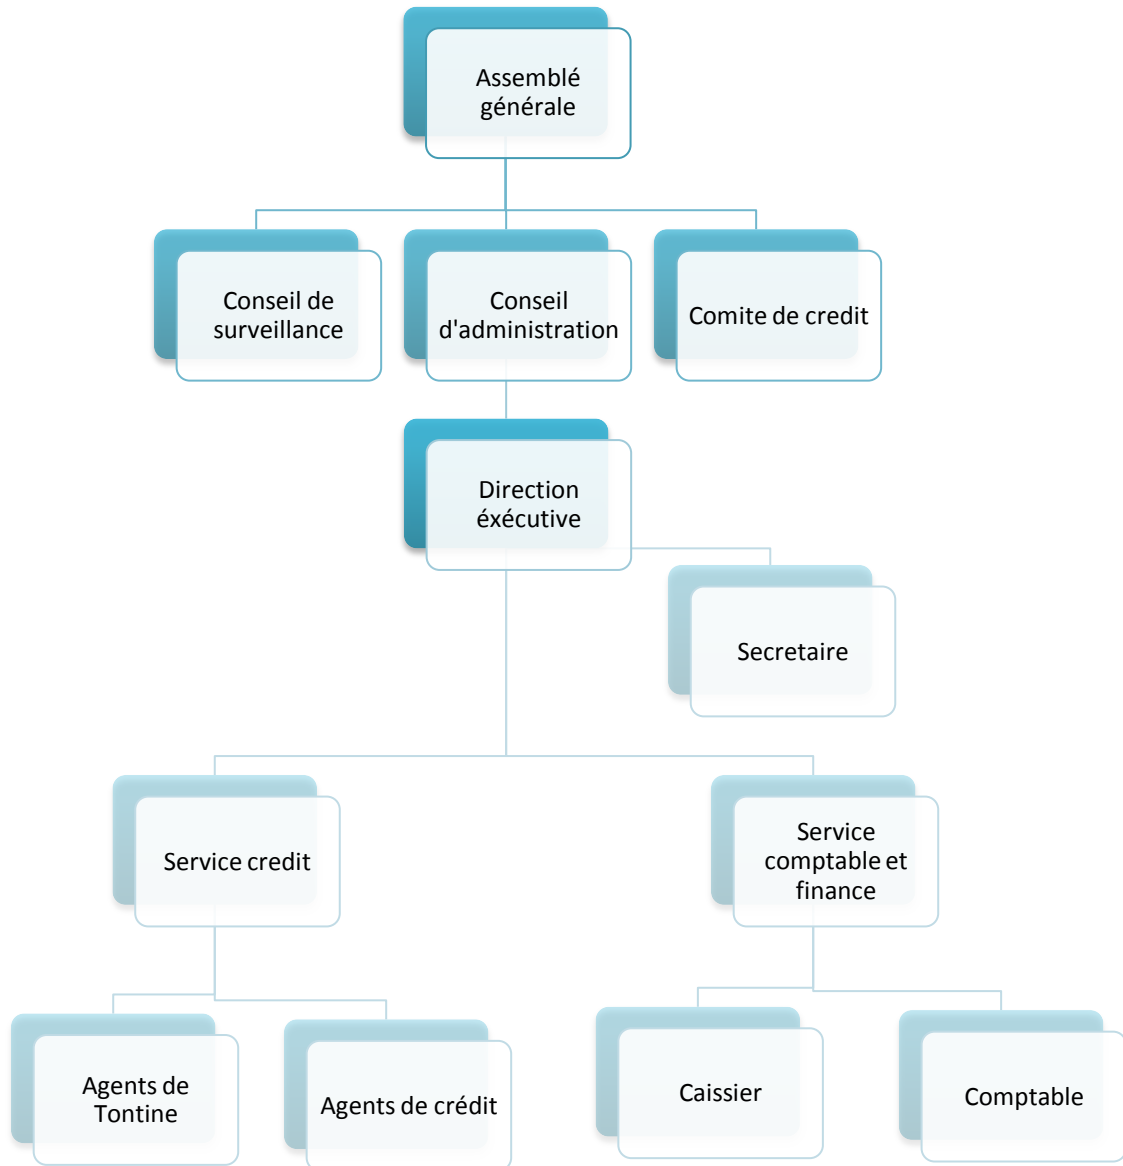 Assemblé
générale
Conseil de
surveillance
Conseil
d'administration
Comite de credit
Direction
éxécutive
Secretaire
Service credit
Service
comptable et
finance
Agents de
Tontine
Agents de crédit
Caissier
Comptable